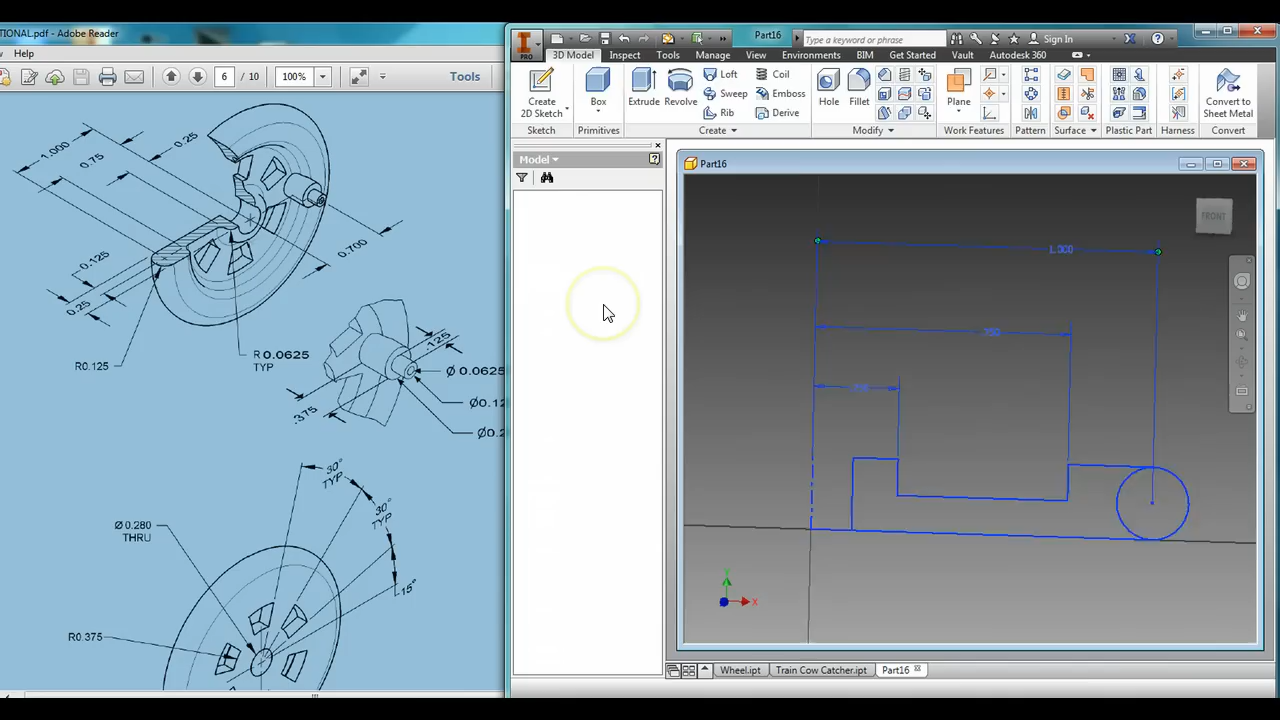 TIONAL.pdf - Adobe Reader
Help
6 / 10
100%
Tools
1.000
0.75
0.25
0.125
0.25
0.700
R0.125
R 0.0625
TYP
.125
Ø 0.0625
.375
30°
TYP
30°
TYP
15°
Ø0.280
THRU
R0.375
PRO
Part16
Type a keyword or phrase
Sign In
3D Model
Inspect
Tools
Manage
View
Environments
BIM
Get Started
Vault
Autodesk 360
Create
2D Sketch
Box
Extrude
Revolve
Loft
Sweep
Rib
Coil
Emboss
Derive
Hole
Fillet
Plane
Convert to
Sheet Metal
Sketch
Primitives
Create
Modify
Work Features
Pattern
Surface
Plastic Part
Harness
Convert
Model
Part16
FRONT
1.000
.750
Y
X
Wheel.ipt
Train Cow Catcher.ipt
Part16